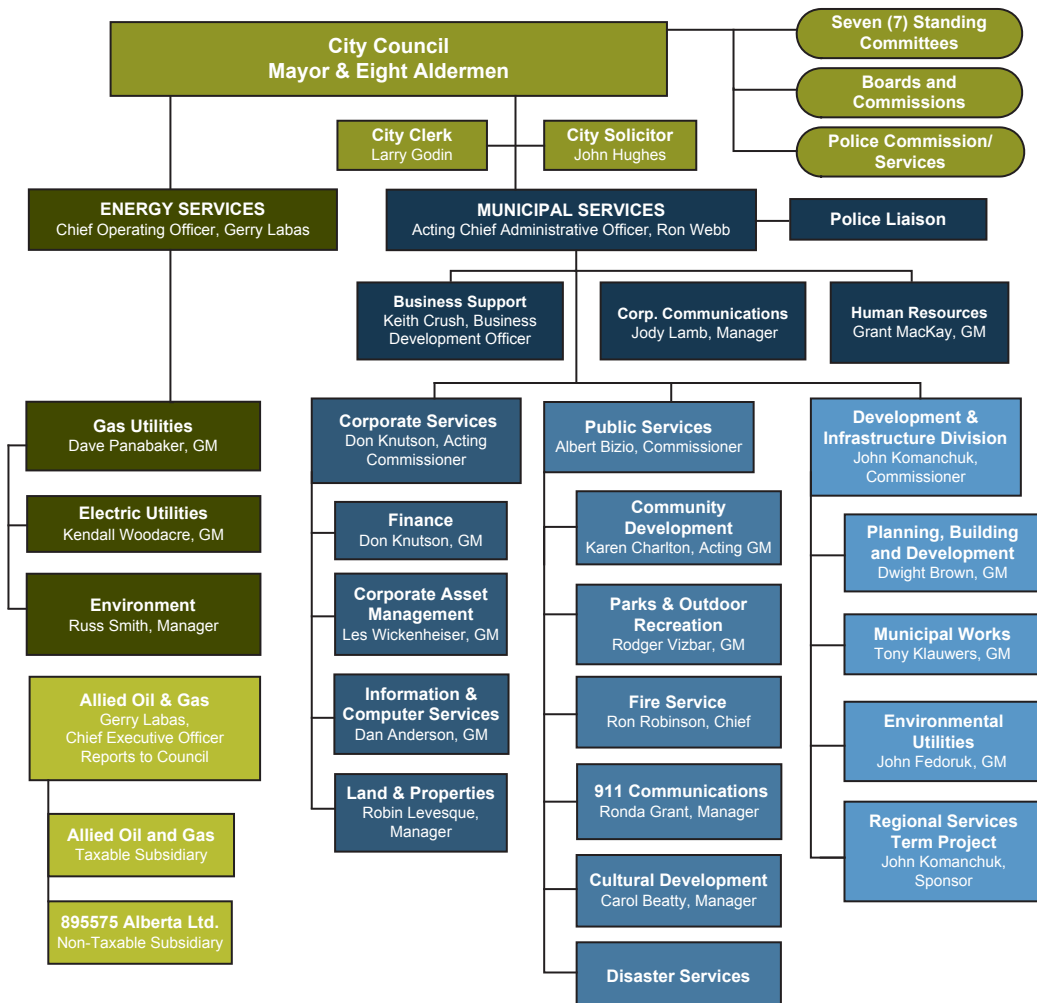 City Council
Mayor & Eight Aldermen
Seven (7) Standing
Committees
Boards and
Commissions
Police Commission/
Services
City Clerk
Larry Godin
City Solicitor
John Hughes
ENERGY SERVICES
Chief Operating Officer, Gerry Labas
MUNICIPAL SERVICES
Acting Chief Administrative Officer, Ron Webb
Police Liaison
Business Support
Keith Crush, Business
Development Officer
Corp. Communications
Jody Lamb, Manager
Human Resources
Grant MacKay, GM
Gas Utilities
Dave Panabaker, GM
Electric Utilities
Kendall Woodacre, GM
Environment
Russ Smith, Manager
Allied Oil & Gas
Gerry Labas,
Chief Executive Officer
Reports to Council
Allied Oil and Gas
Taxable Subsidiary
895575 Alberta Ltd.
Non-Taxable Subsidiary
Corporate Services
Don Knutson, Acting
Commissioner
Finance
Don Knutson, GM
Corporate Asset
Management
Les Wickenheiser, GM
Information &
Computer Services
Dan Anderson, GM
Land & Properties
Robin Levesque,
Manager
Public Services
Albert Bizio, Commissioner
Community
Development
Karen Charlton, Acting GM
Parks & Outdoor
Recreation
Rodger Vizbar, GM
Fire Service
Ron Robinson, Chief
911 Communications
Ronda Grant, Manager
Cultural Development
Carol Beatty, Manager
Disaster Services
Development &
Infrastructure Division
John Komanchuk,
Commissioner
Planning, Building
and Development
Dwight Brown, GM
Municipal Works
Tony Klauwers, GM
Environmental
Utilities
John Fedoruk, GM
Regional Services
Term Project
John Komanchuk,
Sponsor